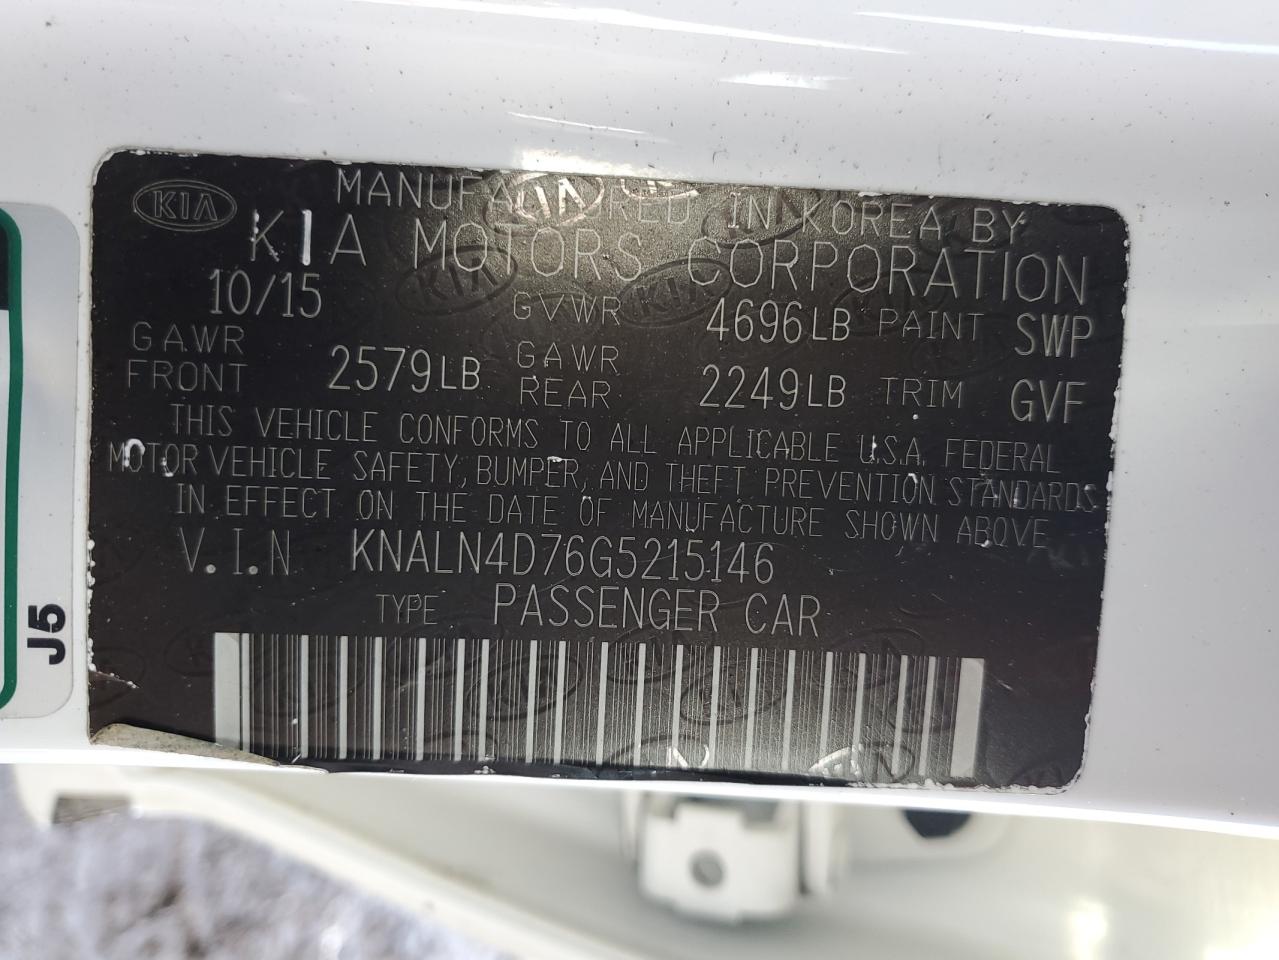 KIA
MANUFACTURED IN KOREA BY
KIA MOTORS CORPORATION
10/15 GVWR 4696LB PAINT SWP
GAWR FRONT 2579LB GAWR REAR 2249LB TRIM GVF
THIS VEHICLE CONFORMS TO ALL APPLICABLE U.S.A. FEDERAL
MOTOR VEHICLE SAFETY, BUMPER, AND THEFT PREVENTION STANDARDS
IN EFFECT ON THE DATE OF MANUFACTURE SHOWN ABOVE
V.I.N KNALN4D76G5215146
TYPE PASSENGER CAR
J5